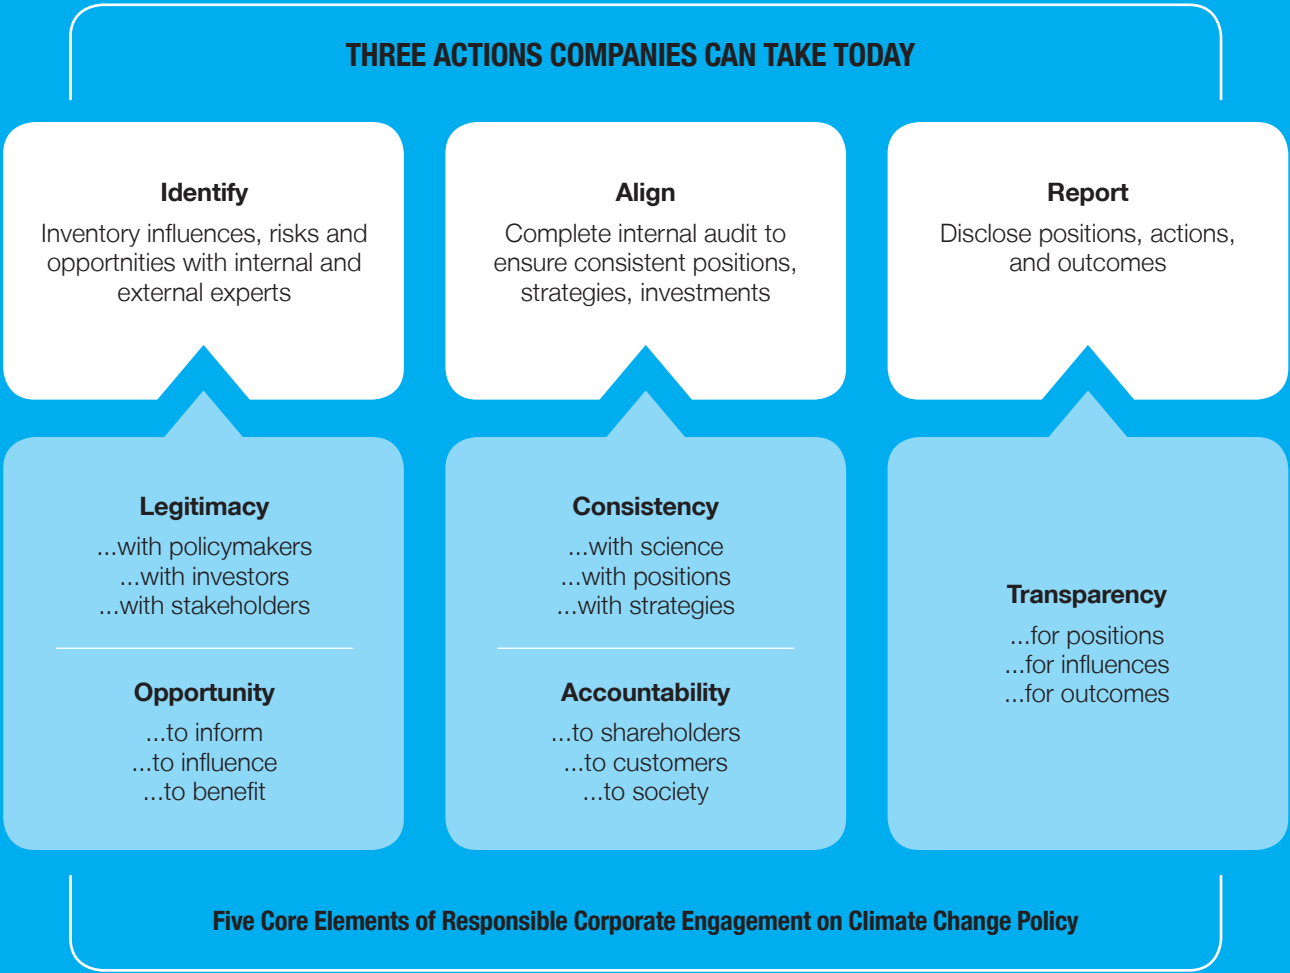 THREE ACTIONS COMPANIES CAN TAKE TODAY
Identify
Inventory influences, risks and
opportnities with internal and
external experts
Align
Complete internal audit to
ensure consistent positions,
strategies, investments
Report
Disclose positions, actions,
and outcomes
Legitimacy
...with policymakers
...with investors
...with stakeholders
Opportunity
...to inform
...to influence
...to benefit
Consistency
...with science
...with positions
...with strategies
Accountability
...to shareholders
...to customers
...to society
Transparency
...for positions
...for influences
...for outcomes
Five Core Elements of Responsible Corporate Engagement on Climate Change Policy